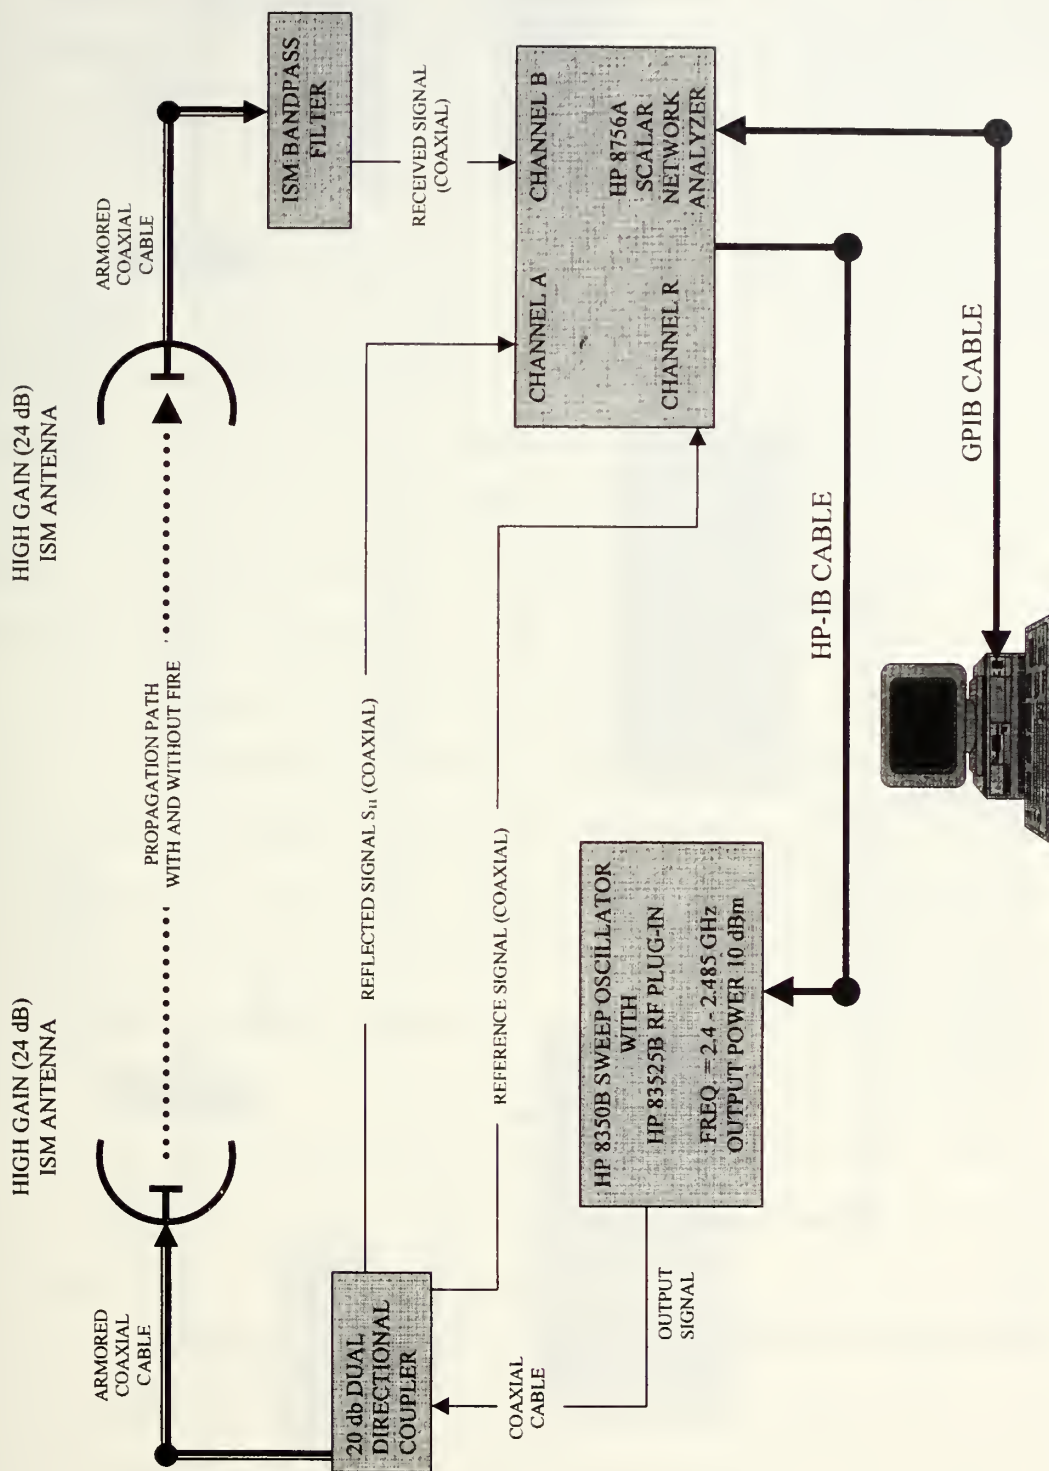 HIGH GAIN (24 dB)
ISM ANTENNA
HIGH GAIN (24 dB)
ISM ANTENNA
ARMORED
COAXIAL
CABLE
PROPAGATION PATH
WITH AND WITHOUT FIRE
ARMORED
COAXIAL
CABLE
20 db DUAL
DIRECTIONAL
COUPLER
REFLECTED SIGNAL S₁₁ (COAXIAL)
REFERENCE SIGNAL (COAXIAL)
ISM BANDPASS
FILTER
RECEIVED SIGNAL
(COAXIAL)
COAXIAL
CABLE
OUTPUT
SIGNAL
HP 8350B SWEEP OSCILLATOR
WITH
HP 83525B RF PLUG-IN
FREQ. = 2.4 - 2.485 GHz
OUTPUT POWER 10 dBm
CHANNEL A
CHANNEL B
CHANNEL R
HP 8756A
SCALAR
NETWORK
ANALYZER
HP-IB CABLE
GPIB CABLE